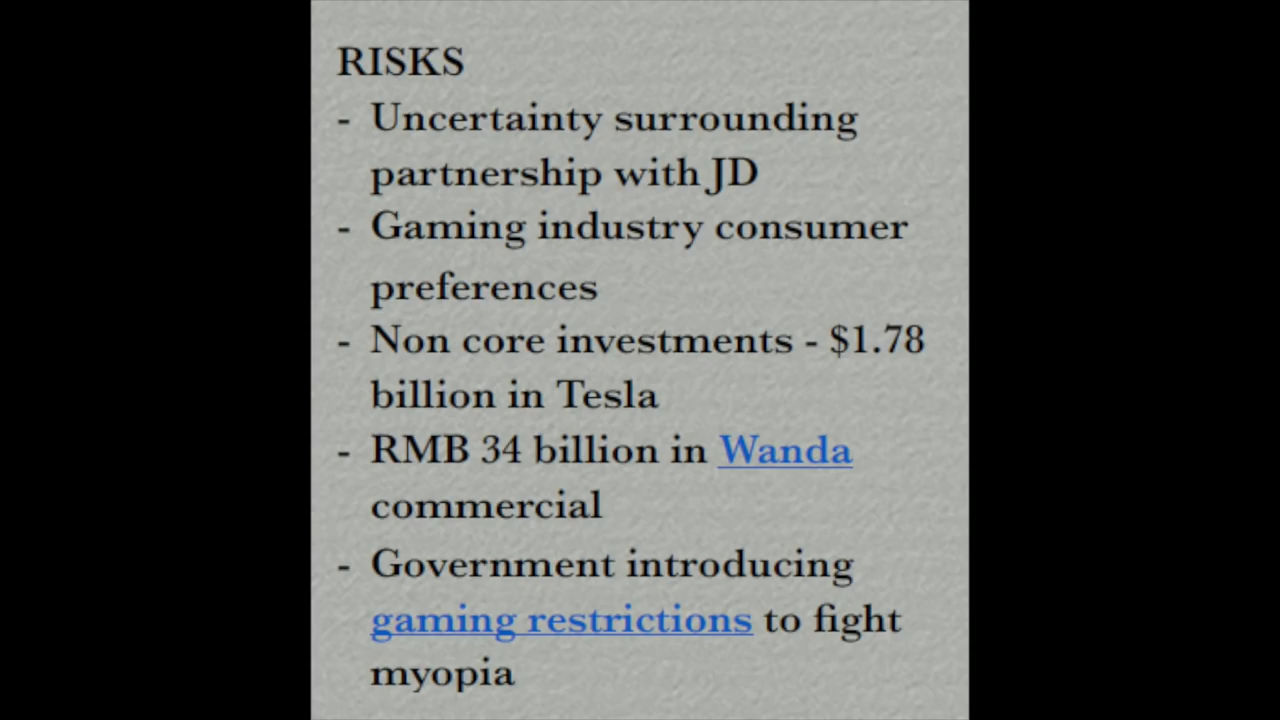 RISKS
- Uncertainty surrounding
partnership with JD
- Gaming industry consumer
preferences
- Non core investments - $1.78
billion in Tesla
- RMB 34 billion in Wanda
commercial
- Government introducing
gaming restrictions to fight
myopia